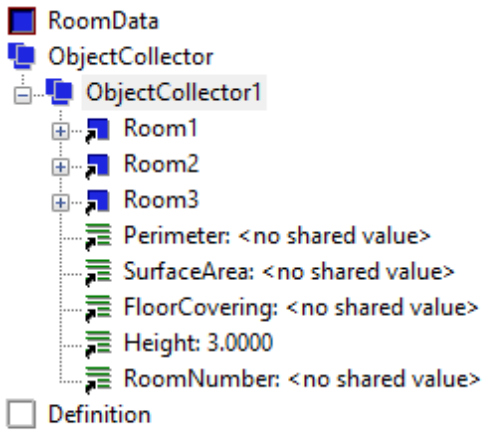 RoomData
ObjectCollector
ObjectCollector1
Room1
Room2
Room3
Perimeter: <no shared value>
SurfaceArea: <no shared value>
FloorCovering: <no shared value>
Height: 3.0000
RoomNumber: <no shared value>
Definition